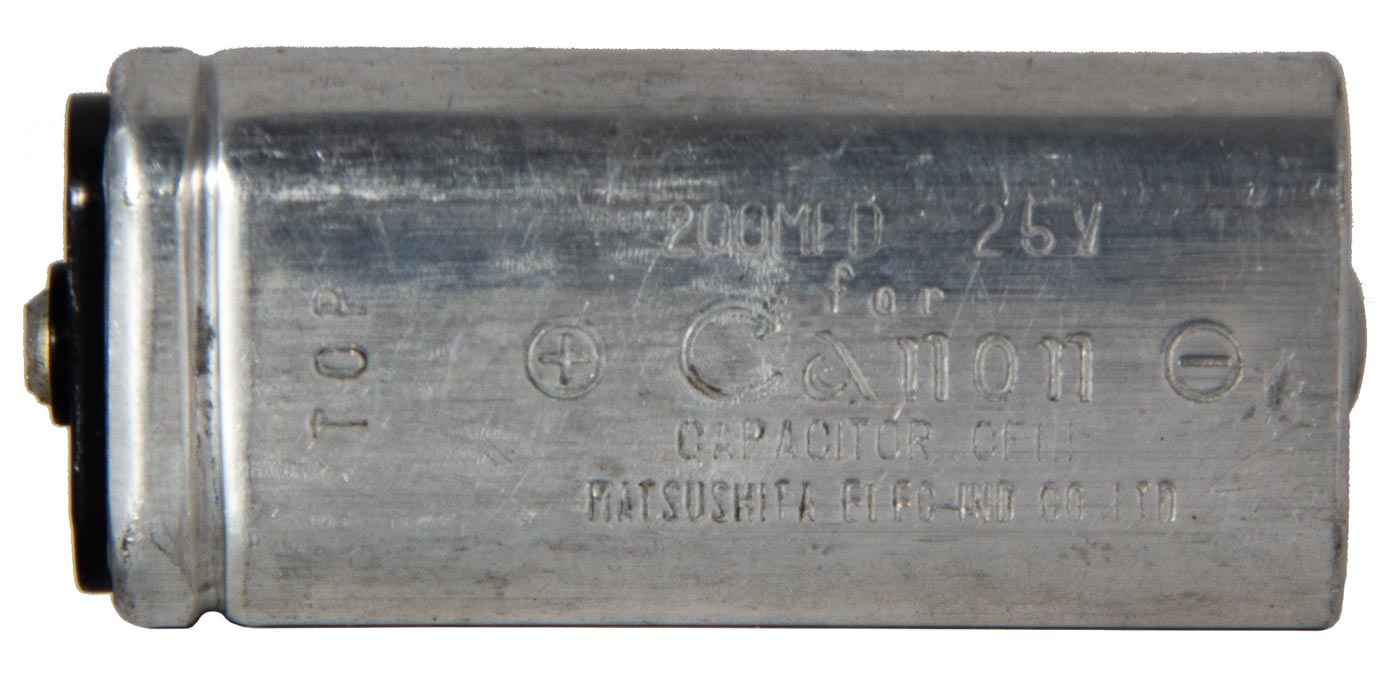 200MFD 25V
for
TOP
+ Canon -
CAPACITOR CELL
MATSUSHITA ELEC-IND CO.,LTD